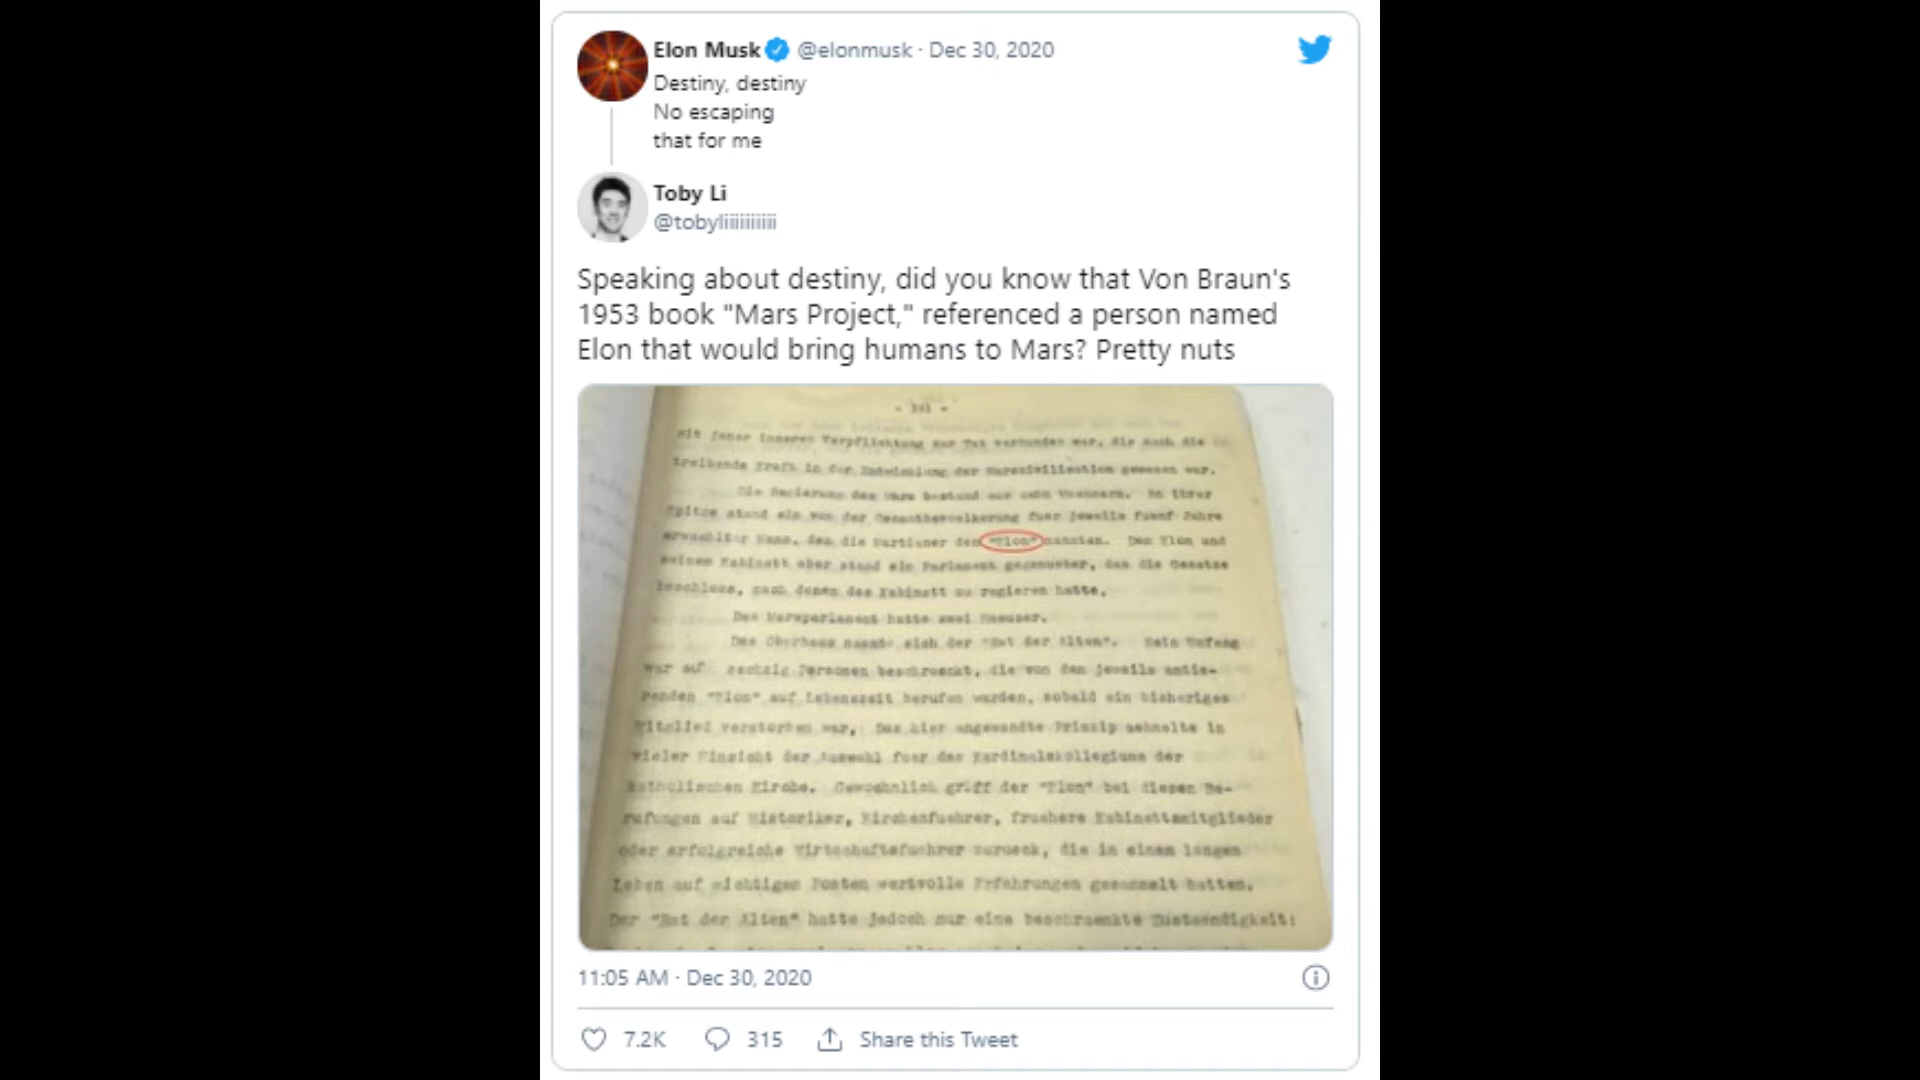 Elon Musk @elonmusk · Dec 30, 2020
Destiny, destiny
No escaping
that for me
Toby Li
@tobyliiiiiiiiiii
Speaking about destiny, did you know that Von Braun's
1953 book "Mars Project," referenced a person named
Elon that would bring humans to Mars? Pretty nuts
mit jener inneren Verpflichtung zur Tat verbunden war, die auch die
treibende Kraft in der Entwicklung der Marszivilisation gewesen war.
Die Regierung des Mars bestand aus zehn Maennern. An ihrer
Spitze stand ein von der Gesamtbevoelkerung fuer jeweils fuenf Jahre
erwaehlter Mann, den die Martianer den "Elon" nannten. Dem Elon und
seinem Kabinett aber stand ein Parlament gegenueber, das die Gesetze
beschloss, nach denen das Kabinett zu regieren hatte.
Das Marsparlament hatte zwei Haeuser.
Das Oberhaus nannte sich der "Rat der Alten". Sein Umfang
war auf sechzig Personen beschraenkt, die von dem jeweils amtie-
renden "Elon" auf Lebenszeit berufen wurden, sobald ein bisheriges
Mitglied verstorben war. Das hier angewandte Prinzip aehnelte in
vieler Hinsicht der Auswahl fuer das Kardinalskollegium der
katholischen Kirche. Gewoehnlich griff der "Elon" bei diesen Be-
rufungen auf Historiker, Kirchenfuehrer, fruehere Kabinettsmitglieder
oder erfolgreiche Wirtschaftsfuehrer zurueck, die in einem langen
Leben auf wichtigen Posten wertvolle Erfahrungen gesammelt hatten.
Der "Rat der Alten" hatte jedoch nur eine beschraenkte Zustaendigkeit:
11:05 AM · Dec 30, 2020
7.2K 315 Share this Tweet